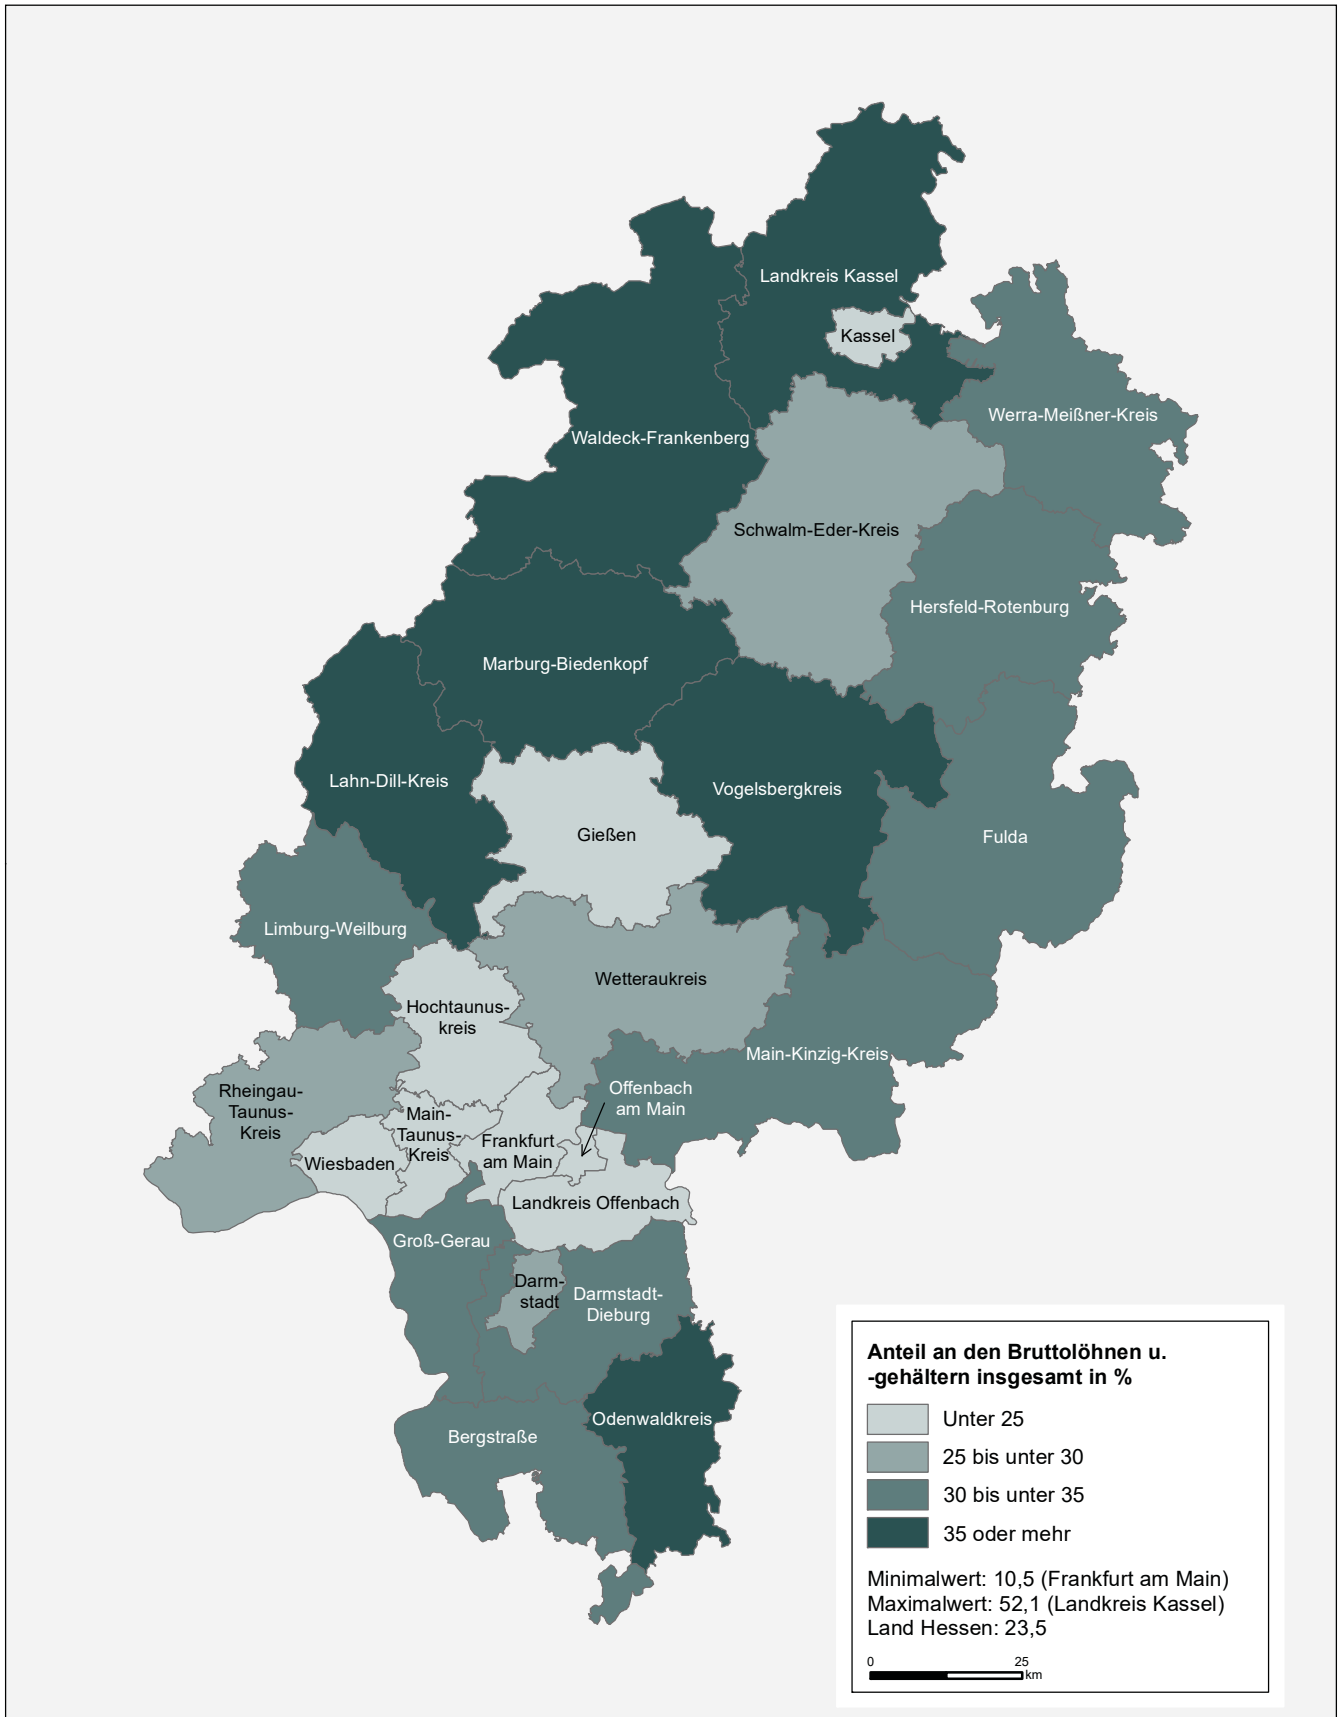 Landkreis Kassel
Kassel
Werra-Meißner-Kreis
Waldeck-Frankenberg
Schwalm-Eder-Kreis
Hersfeld-Rotenburg
Marburg-Biedenkopf
Lahn-Dill-Kreis
Vogelsbergkreis
Gießen
Fulda
Limburg-Weilburg
Wetteraukreis
Hochtaunus-
kreis
Main-Kinzig-Kreis
Offenbach
am Main
Rheingau-
Taunus-
Kreis
Main-
Taunus-
Kreis
Frankfurt
am Main
Wiesbaden
Landkreis Offenbach
Groß-Gerau
Darm-
stadt
Darmstadt-
Dieburg
Odenwaldkreis
Bergstraße
Anteil an den Bruttolöhnen u.
-gehältern insgesamt in %
Unter 25
25 bis unter 30
30 bis unter 35
35 oder mehr
Minimalwert: 10,5 (Frankfurt am Main)
Maximalwert: 52,1 (Landkreis Kassel)
Land Hessen: 23,5
0 25
km